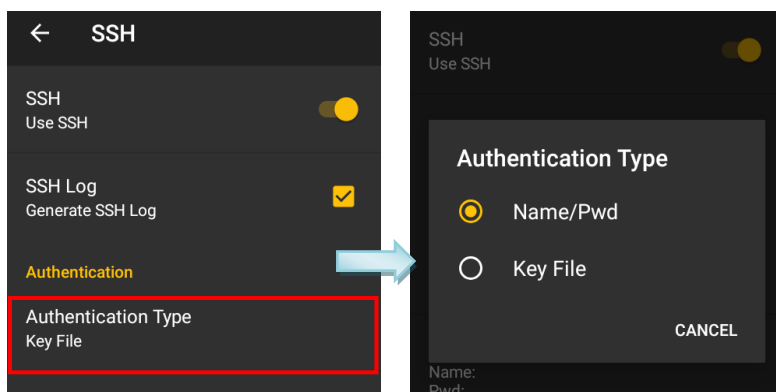 SSH
SSH
Use SSH
SSH Log
Generate SSH Log
Authentication
Authentication Type
Key File
SSH
Use SSH
Authentication Type
Name/Pwd
Key File
CANCEL
Name:
Pwd: